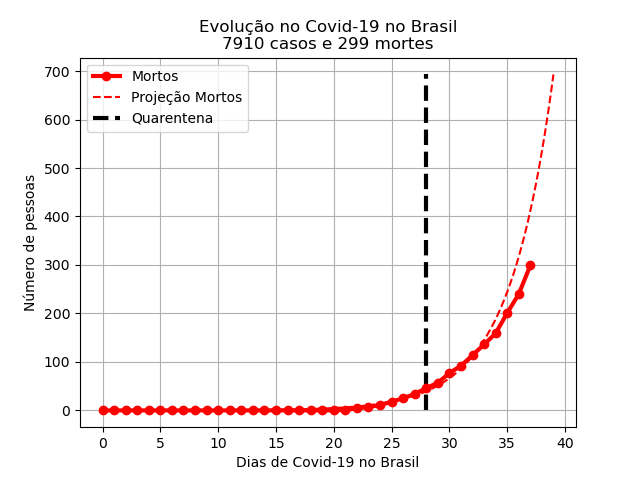 Evolução no Covid-19 no Brasil
7910 casos e 299 mortes
Mortos
Projeção Mortos
Quarentena
Número de pessoas
700
600
500
400
300
200
100
0
0 5 10 15 20 25 30 35 40
Dias de Covid-19 no Brasil